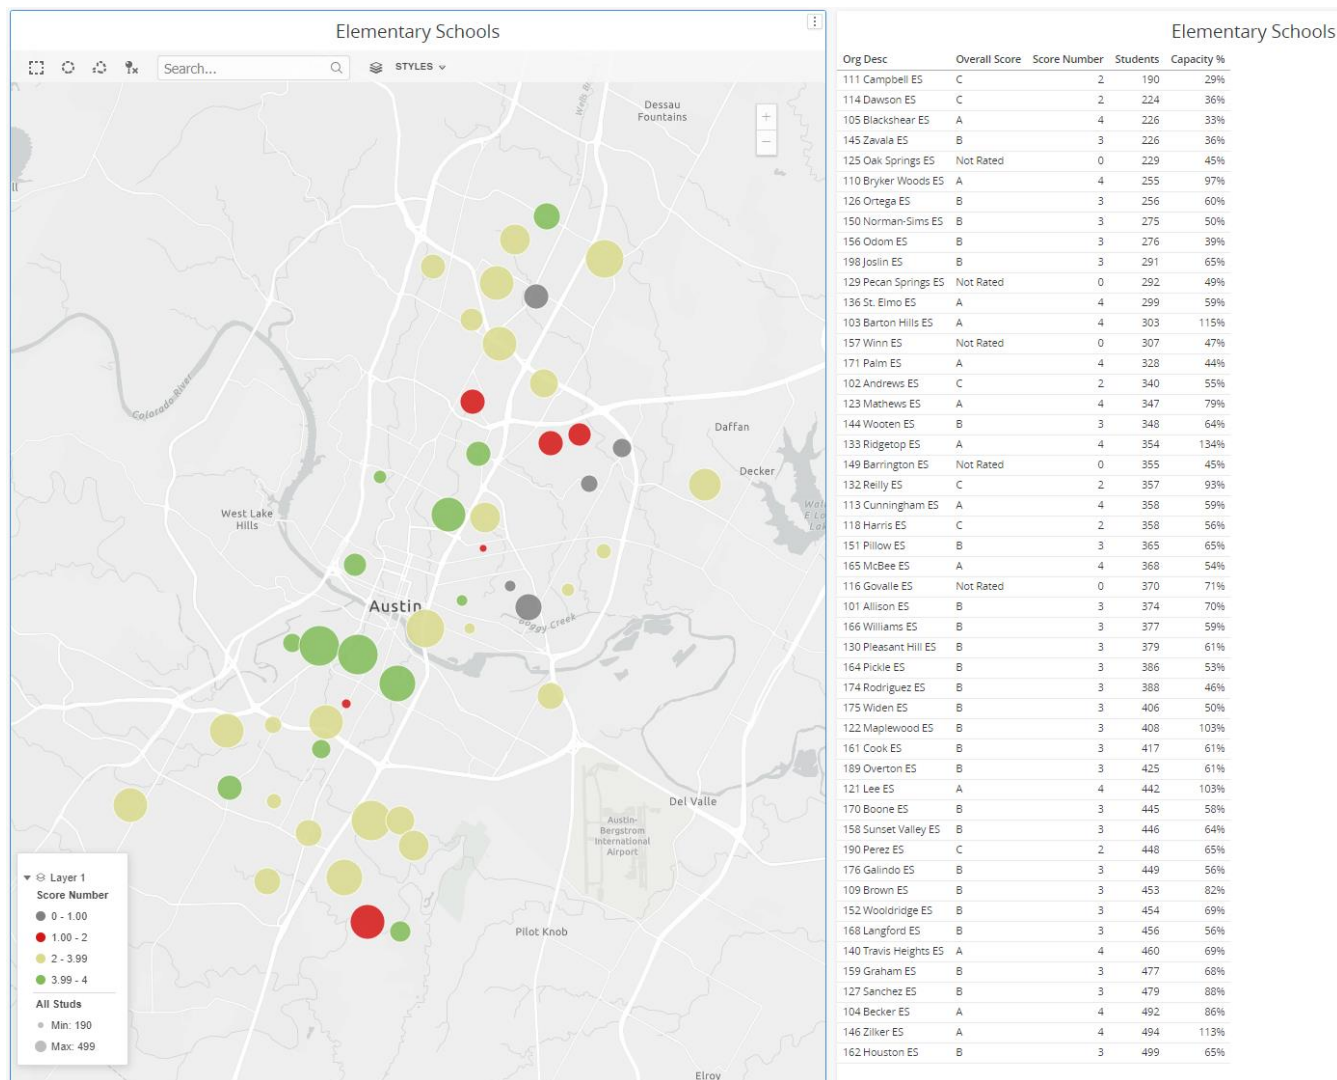 Elementary Schools
Search...
STYLES
Wells Br
Dessau
Fountains
ll
Colorado River
Daffan
Decker
West Lake
Hills
Austin
Boggy Creek
Del Valle
Austin-
Bergstrom
International
Airport
Pilot Knob
Elroy
Layer 1
Score Number
0 - 1.00
1.00 - 2
2 - 3.99
3.99 - 4
All Studs
Min: 190
Max: 499
Elementary Schools
Org Desc Overall Score Score Number Students Capacity %
111 Campbell ES C 2 190 29%
114 Dawson ES C 2 224 36%
105 Blackshear ES A 4 226 33%
145 Zavala ES B 3 226 36%
125 Oak Springs ES Not Rated 0 229 45%
110 Bryker Woods ES A 4 255 97%
126 Ortega ES B 3 256 60%
150 Norman-Sims ES B 3 275 50%
156 Odom ES B 3 276 39%
198 Joslin ES B 3 291 65%
129 Pecan Springs ES Not Rated 0 292 49%
136 St. Elmo ES A 4 299 59%
103 Barton Hills ES A 4 303 115%
157 Winn ES Not Rated 0 307 47%
171 Palm ES A 4 328 44%
102 Andrews ES C 2 340 55%
123 Mathews ES A 4 347 79%
144 Wooten ES B 3 348 64%
133 Ridgetop ES A 4 354 134%
149 Barrington ES Not Rated 0 355 45%
132 Reilly ES C 2 357 93%
113 Cunningham ES A 4 358 59%
118 Harris ES C 2 358 56%
151 Pillow ES B 3 365 65%
165 McBee ES A 4 368 54%
116 Govalle ES Not Rated 0 370 71%
101 Allison ES B 3 374 70%
166 Williams ES B 3 377 59%
130 Pleasant Hill ES B 3 379 61%
164 Pickle ES B 3 386 53%
174 Rodriguez ES B 3 388 46%
175 Widen ES B 3 406 50%
122 Maplewood ES B 3 408 103%
161 Cook ES B 3 417 61%
189 Overton ES B 3 425 61%
121 Lee ES A 4 442 103%
170 Boone ES B 3 445 58%
158 Sunset Valley ES B 3 446 64%
190 Perez ES C 2 448 65%
176 Galindo ES B 3 449 56%
109 Brown ES B 3 453 82%
152 Wooldridge ES B 3 454 69%
168 Langford ES B 3 456 56%
140 Travis Heights ES A 4 460 69%
159 Graham ES B 3 477 68%
127 Sanchez ES B 3 479 88%
104 Becker ES A 4 492 86%
146 Zilker ES A 4 494 113%
162 Houston ES B 3 499 65%